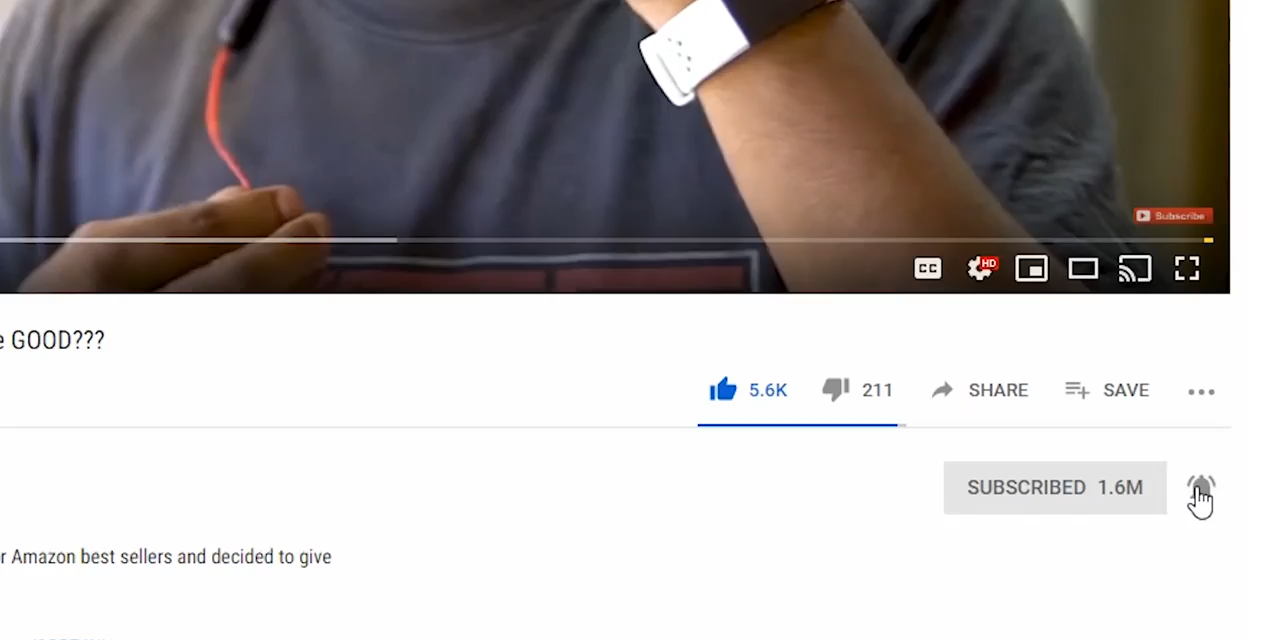 Subscribe
CC
HD
e GOOD???
5.6K 211 SHARE SAVE
SUBSCRIBED 1.6M
r Amazon best sellers and decided to give